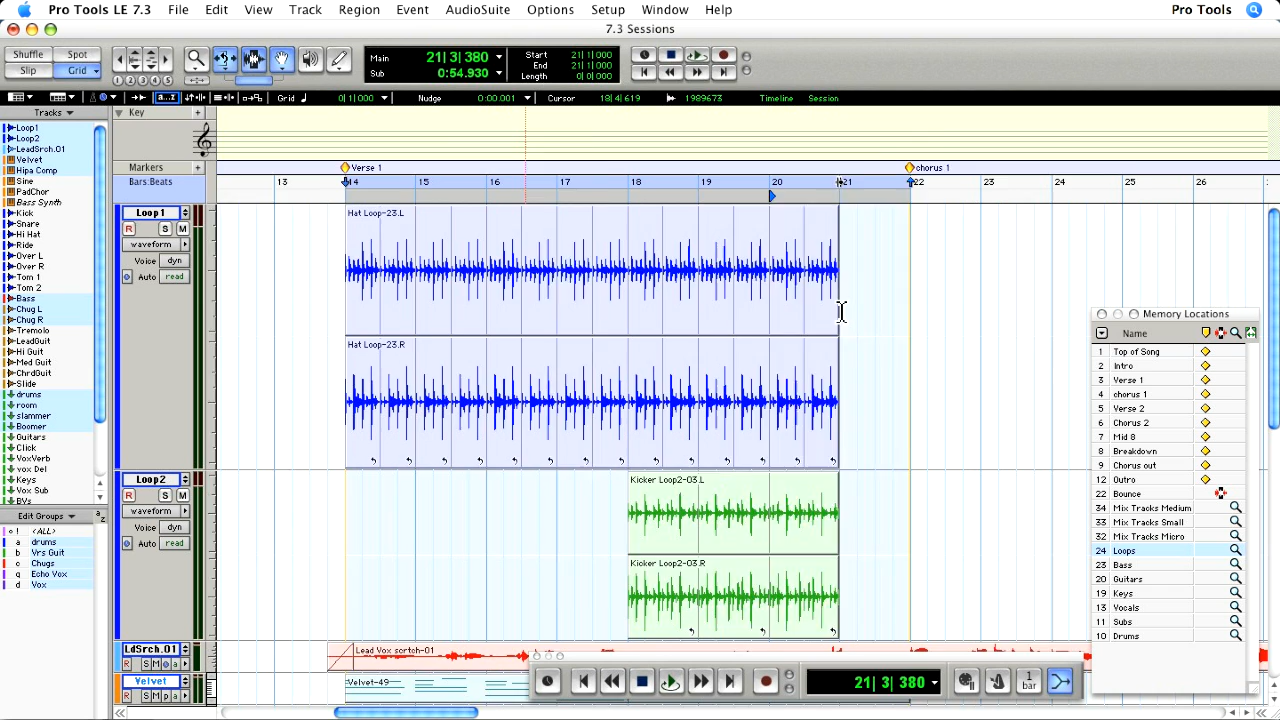 Pro Tools LE 7.3 File Edit View Track Region Event AudioSuite Options Setup Window Help Pro Tools
7.3 Sessions
Shuffle Spot
Slip Grid
1 2 3 4 5
Main 21| 3| 380
Sub 0:54.930
Start 21| 1| 000
End 21| 1| 000
Length 0| 0| 000
a...z Grid 0| 1| 000 Nudge 0:00.001 Cursor 18| 4| 619 1989673 Timeline Session
Tracks
Key
Markers
Verse 1 chorus 1
Bars:Beats
13 14 15 16 17 18 19 20 21 22 23 24 25 26
Loop1
Loop2
LeadSrch.01
Velvet
Hipa Comp
Sine
PadChor
Bass Synth
Kick
Snare
Hi Hat
Ride
Over L
Over R
Tom 1
Tom 2
Bass
Chug L
Chug R
Tremolo
LeadGuit
Hi Guit
Med Guit
ChrdGuit
Slide
drums
room
slammer
Boomer
Guitars
Click
VoxVerb
vox Del
Keys
Vox Sub
BVs
Edit Groups
a z
! <ALL>
a drums
b Vrs Guit
c Chugs
q Echo Vox
d Vox
Loop1
R S M
waveform
Voice dyn
Auto read
Hat Loop-23.L
Hat Loop-23.R
Loop2
R S M
waveform
Voice dyn
Auto read
Kicker Loop2-03.L
Kicker Loop2-03.R
LdSrch.01
R S M a
Lead Vox scrtch-01
Velvet
R S M a
Velvet-49
21| 3| 380
1 bar
Memory Locations
Name
1 Top of Song
2 Intro
3 Verse 1
4 chorus 1
5 Verse 2
6 Chorus 2
7 Mid 8
8 Breakdown
9 Chorus out
12 Outro
22 Bounce
34 Mix Tracks Medium
33 Mix Tracks Small
32 Mix Tracks Micro
24 Loops
23 Bass
20 Guitars
19 Keys
13 Vocals
11 Subs
10 Drums